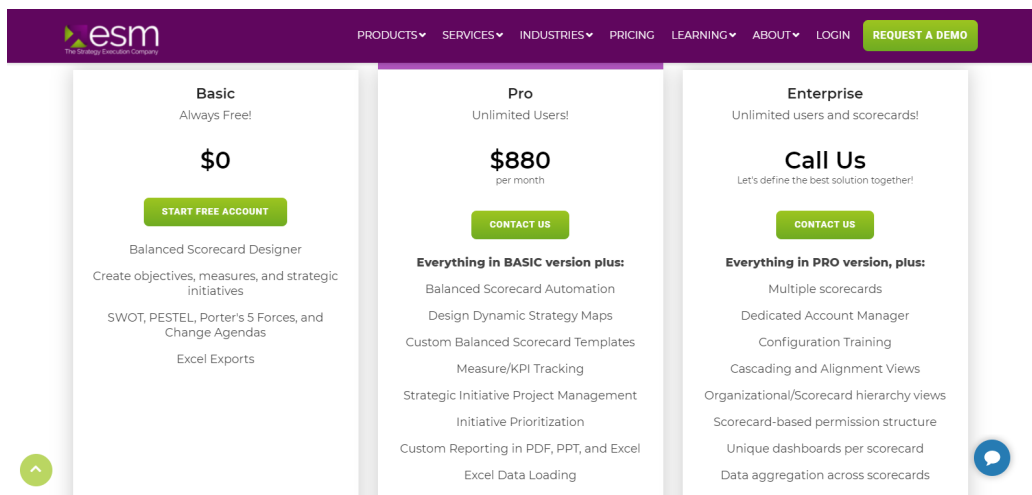 esm
The Strategy Execution Company
PRODUCTS SERVICES INDUSTRIES PRICING LEARNING ABOUT LOGIN REQUEST A DEMO
Basic
Always Free!
$0
START FREE ACCOUNT
Balanced Scorecard Designer
Create objectives, measures, and strategic
initiatives
SWOT, PESTEL, Porter's 5 Forces, and
Change Agendas
Excel Exports
Pro
Unlimited Users!
$880
per month
CONTACT US
Everything in BASIC version plus:
Balanced Scorecard Automation
Design Dynamic Strategy Maps
Custom Balanced Scorecard Templates
Measure/KPI Tracking
Strategic Initiative Project Management
Initiative Prioritization
Custom Reporting in PDF, PPT, and Excel
Excel Data Loading
Enterprise
Unlimited users and scorecards!
Call Us
Let's define the best solution together!
CONTACT US
Everything in PRO version, plus:
Multiple scorecards
Dedicated Account Manager
Configuration Training
Cascading and Alignment Views
Organizational/Scorecard hierarchy views
Scorecard-based permission structure
Unique dashboards per scorecard
Data aggregation across scorecards